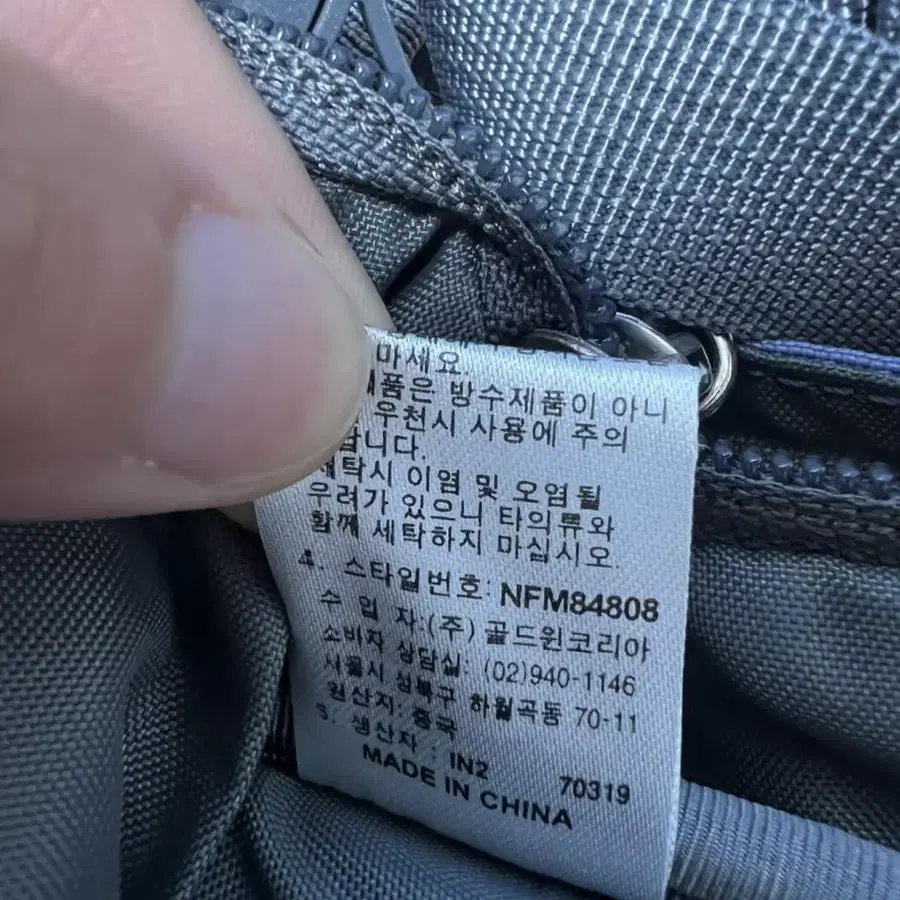 마세요.
품은 방수제품이 아니
우천시 사용에 주의
니다.
세탁시 이염 및 오염될
우려가 있으니 타의류와
함께 세탁하지 마십시오.
4. 스타일번호: NFM84808
수 입 자:(주) 골드윈코리아
소비자 상담실: (02)940-1146
서울시 성북구 하월곡동 70-11
원산지: 중국
5. 생산자 : IN2 70319
MADE IN CHINA